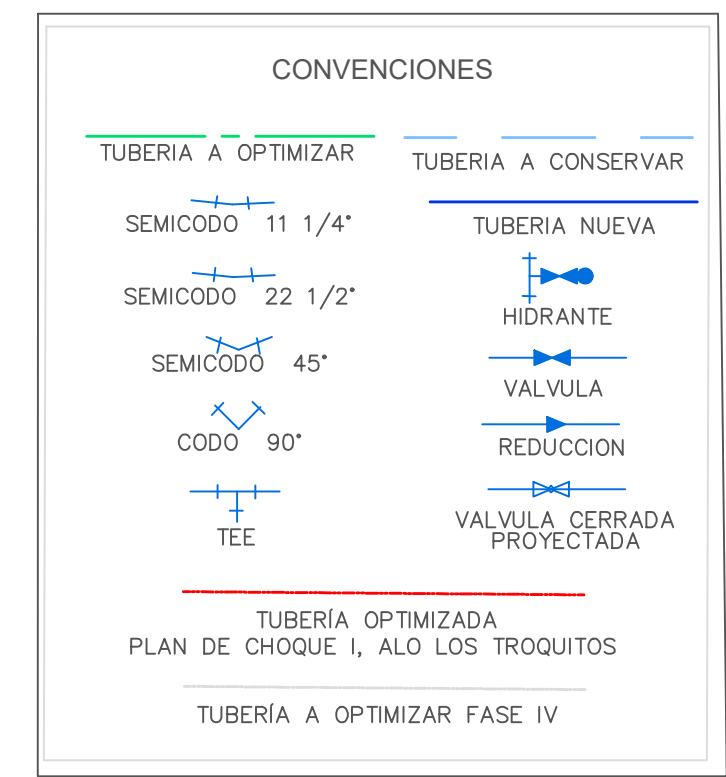 CONVENCIONES
TUBERIA A OPTIMIZAR
TUBERIA A CONSERVAR
SEMICODO 11 1/4°
TUBERIA NUEVA
SEMICODO 22 1/2°
HIDRANTE
SEMICODO 45°
VALVULA
CODO 90°
REDUCCION
TEE
VALVULA CERRADA
PROYECTADA
TUBERÍA OPTIMIZADA
PLAN DE CHOQUE I, ALO LOS TROQUITOS
TUBERÍA A OPTIMIZAR FASE IV